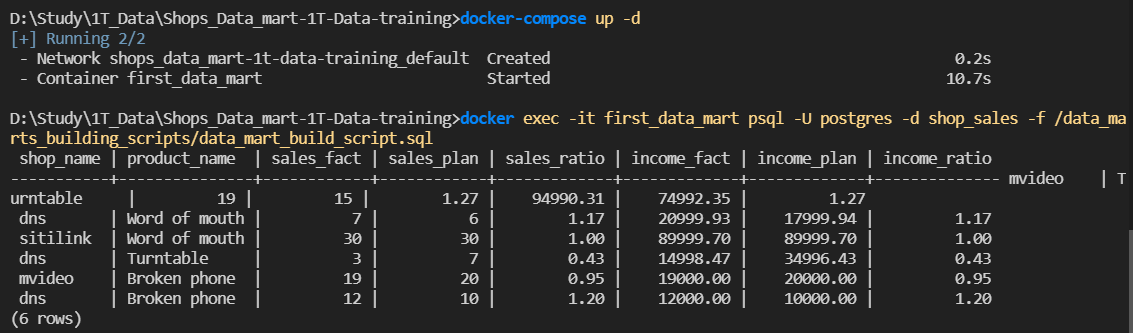 D:\Study\1T_Data\Shops_Data_mart-1T-Data-training>docker-compose up -d
[+] Running 2/2
 - Network shops_data_mart-1t-data-training_default  Created                                                  0.2s
 - Container first_data_mart                         Started                                                 10.7s

D:\Study\1T_Data\Shops_Data_mart-1T-Data-training>docker exec -it first_data_mart psql -U postgres -d shop_sales -f /data_ma
rts_building_scripts/data_mart_build_script.sql
 shop_name | product_name  | sales_fact | sales_plan | sales_ratio | income_fact | income_plan | income_ratio
-----------+---------------+------------+------------+-------------+-------------+-------------+-------------- mvideo    | T
urntable      |         19 |         15 |        1.27 |    94990.31 |    74992.35 |         1.27
 dns       | Word of mouth |          7 |          6 |        1.17 |    20999.93 |    17999.94 |         1.17
 sitilink  | Word of mouth |         30 |         30 |        1.00 |    89999.70 |    89999.70 |         1.00
 dns       | Turntable     |          3 |          7 |        0.43 |    14998.47 |    34996.43 |         0.43
 mvideo    | Broken phone  |         19 |         20 |        0.95 |    19000.00 |    20000.00 |         0.95
 dns       | Broken phone  |         12 |         10 |        1.20 |    12000.00 |    10000.00 |         1.20
(6 rows)